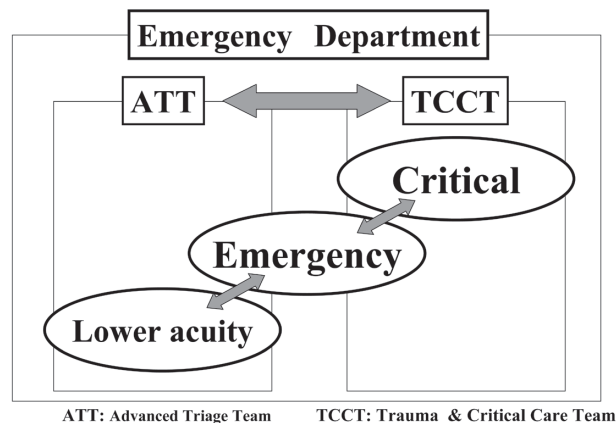 Emergency Department
ATT
TCCT
Critical
Emergency
Lower acuity
ATT: Advanced Triage Team
TCCT: Trauma & Critical Care Team